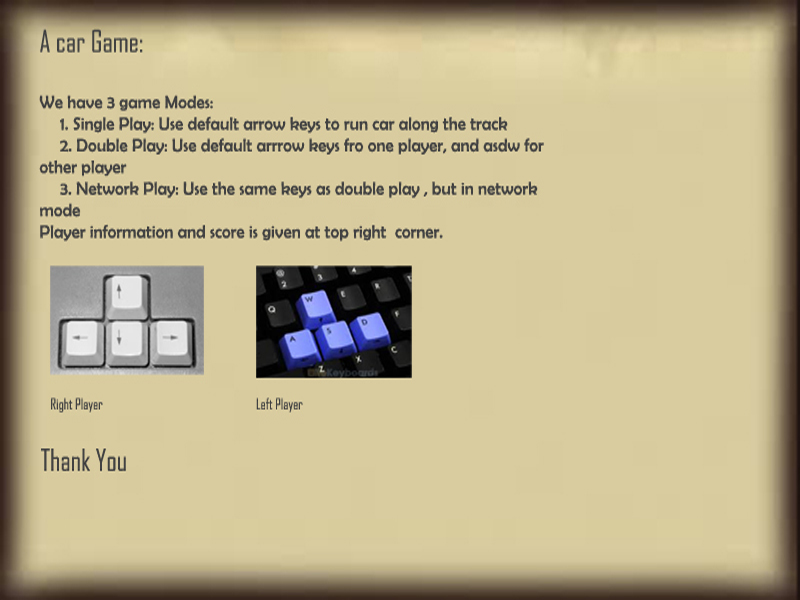 A car Game:
We have 3 game Modes:
1. Single Play: Use default arrow keys to run car along the track
2. Double Play: Use default arrrow keys fro one player, and asdw for
other player
3. Network Play: Use the same keys as double play , but in network
mode
Player information and score is given at top right corner.
@
2
3
4
Q
W
E
R
A
S
D
F
Z
X
C
Right Player
Left Player
Thank You